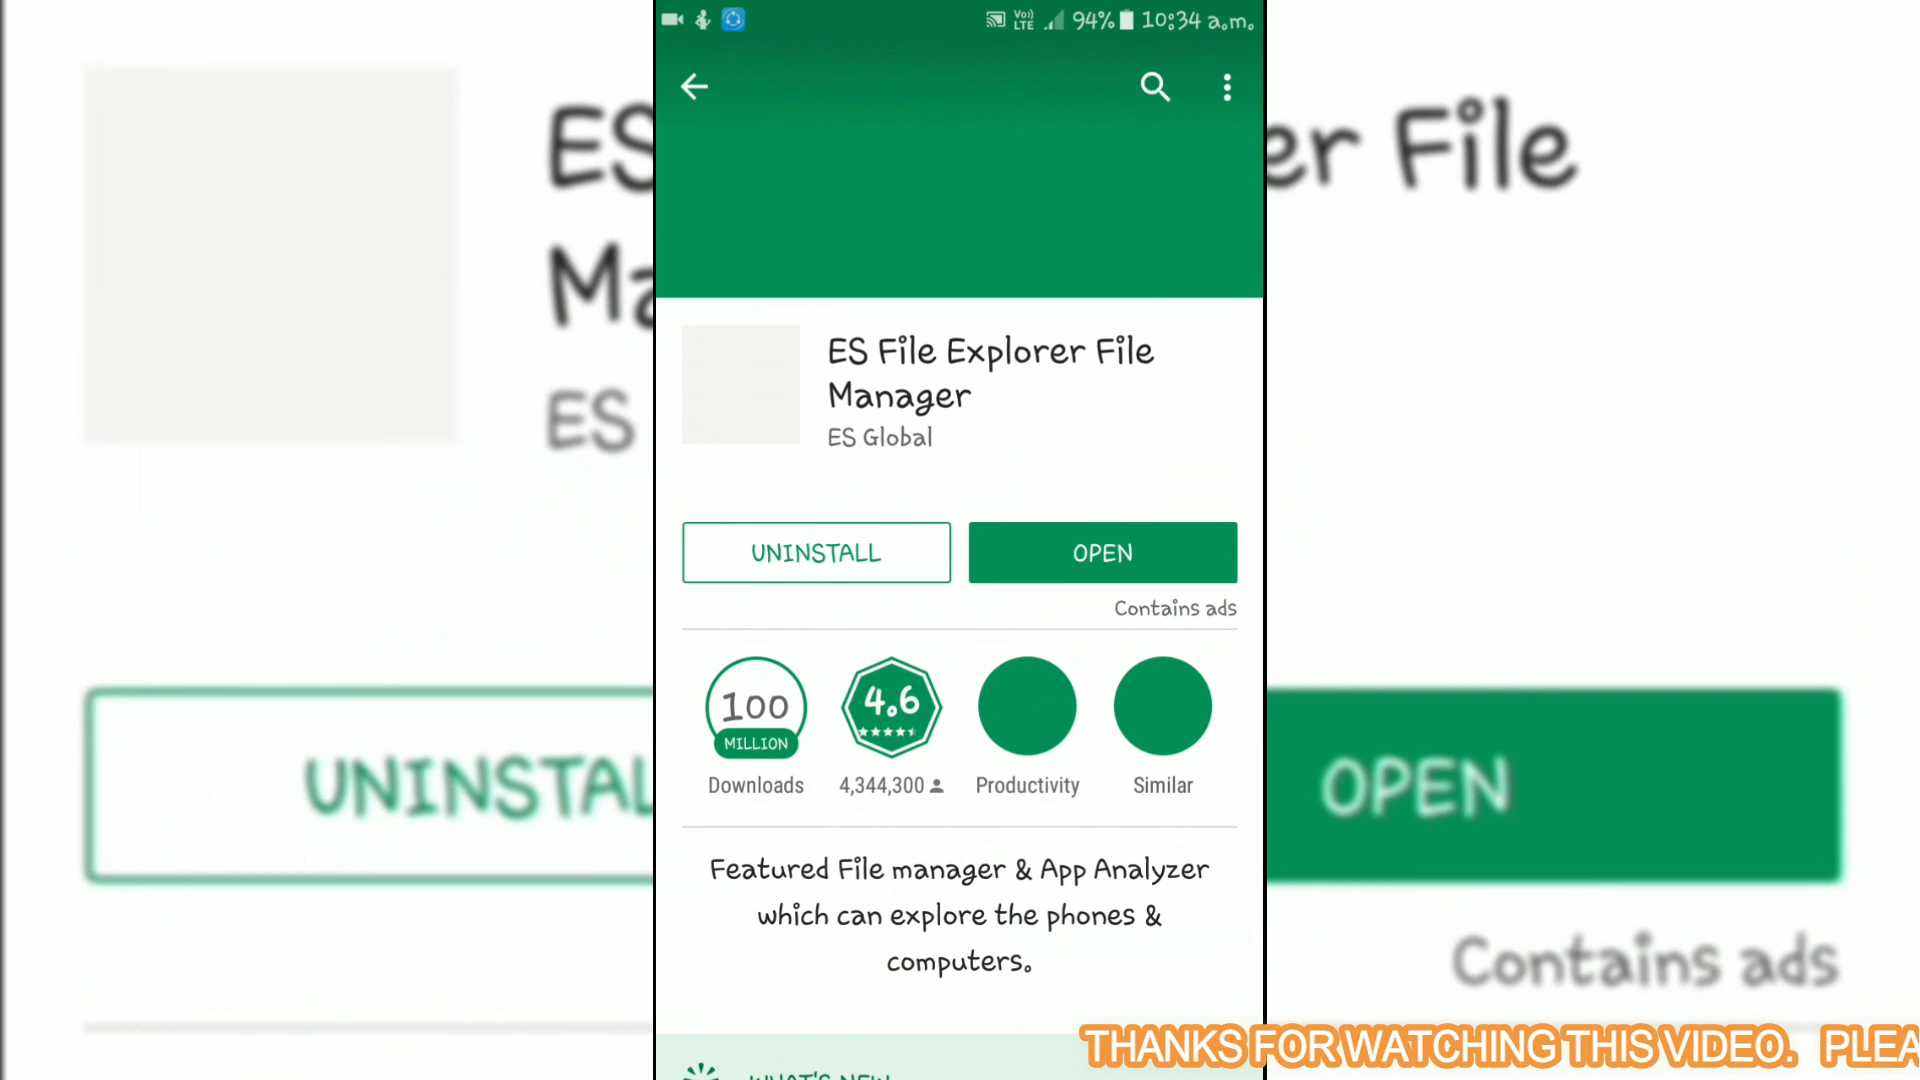 Vo))
LTE
94%
10:34 a.m.
ES File Explorer File
Manager
ES Global
UNINSTALL
OPEN
Contains ads
100
MILLION
4.6
Downloads
4,344,300
Productivity
Similar
Featured File manager & App Analyzer
which can explore the phones &
computers.
WHAT'S NEW
ES
er File
Ma
ES
UNINSTAL
OPEN
Contains ads
THANKS FOR WATCHING THIS VIDEO. PLEA